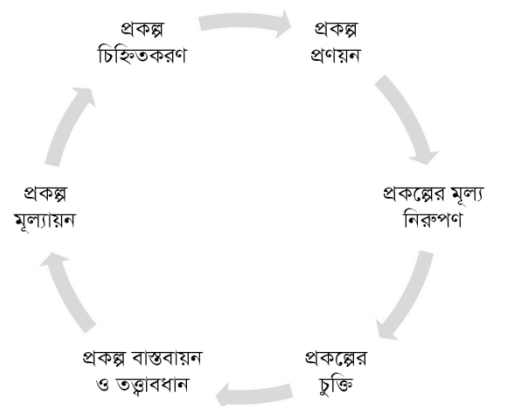 প্রকল্প
চিহ্নিতকরণ
প্রকল্প
প্রণয়ন
প্রকল্পের মূল্য
নিরুপণ
প্রকল্পের
চুক্তি
প্রকল্প বাস্তবায়ন
ও তত্ত্বাবধান
প্রকল্প
মূল্যায়ন